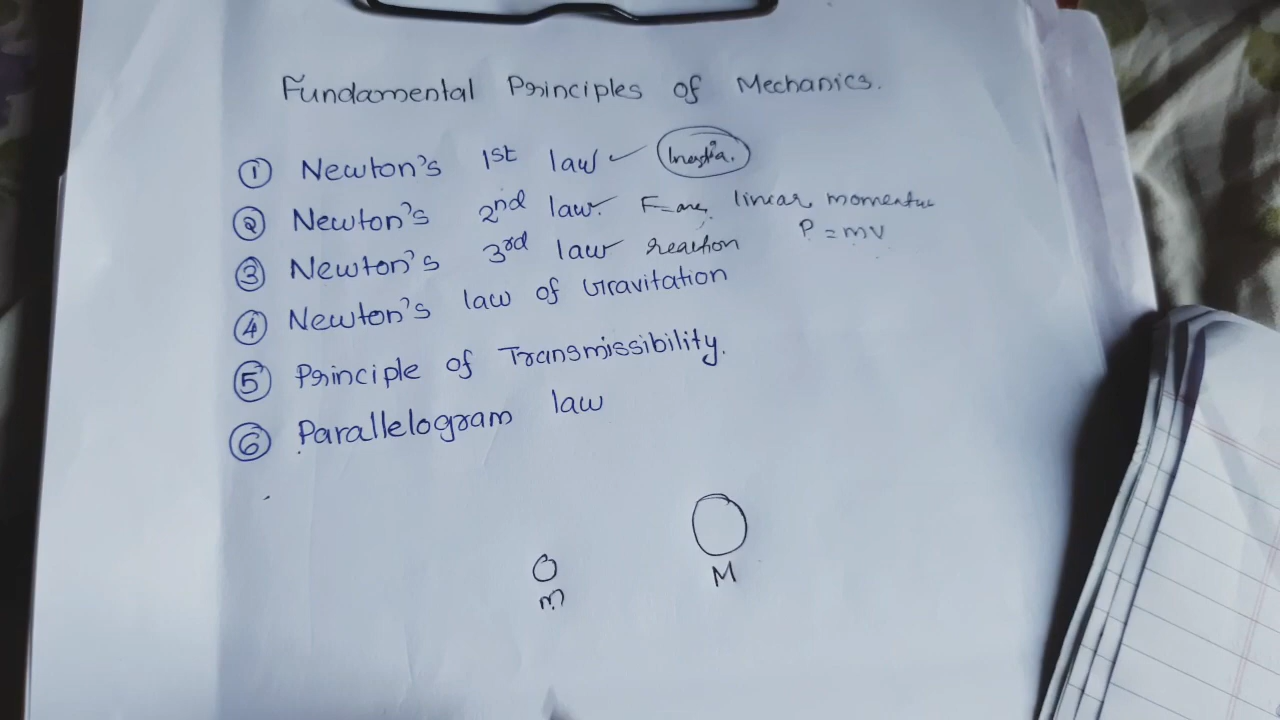 Fundamental Principles of Mechanics.
① Newton's 1st law ✓ Inertia.
② Newton's 2nd law. F=ma, linear momentum
③ Newton's 3rd law reaction P = mv
④ Newton's law of Gravitation
⑤ Principle of Transmissibility.
⑥ Parallelogram law
M
m